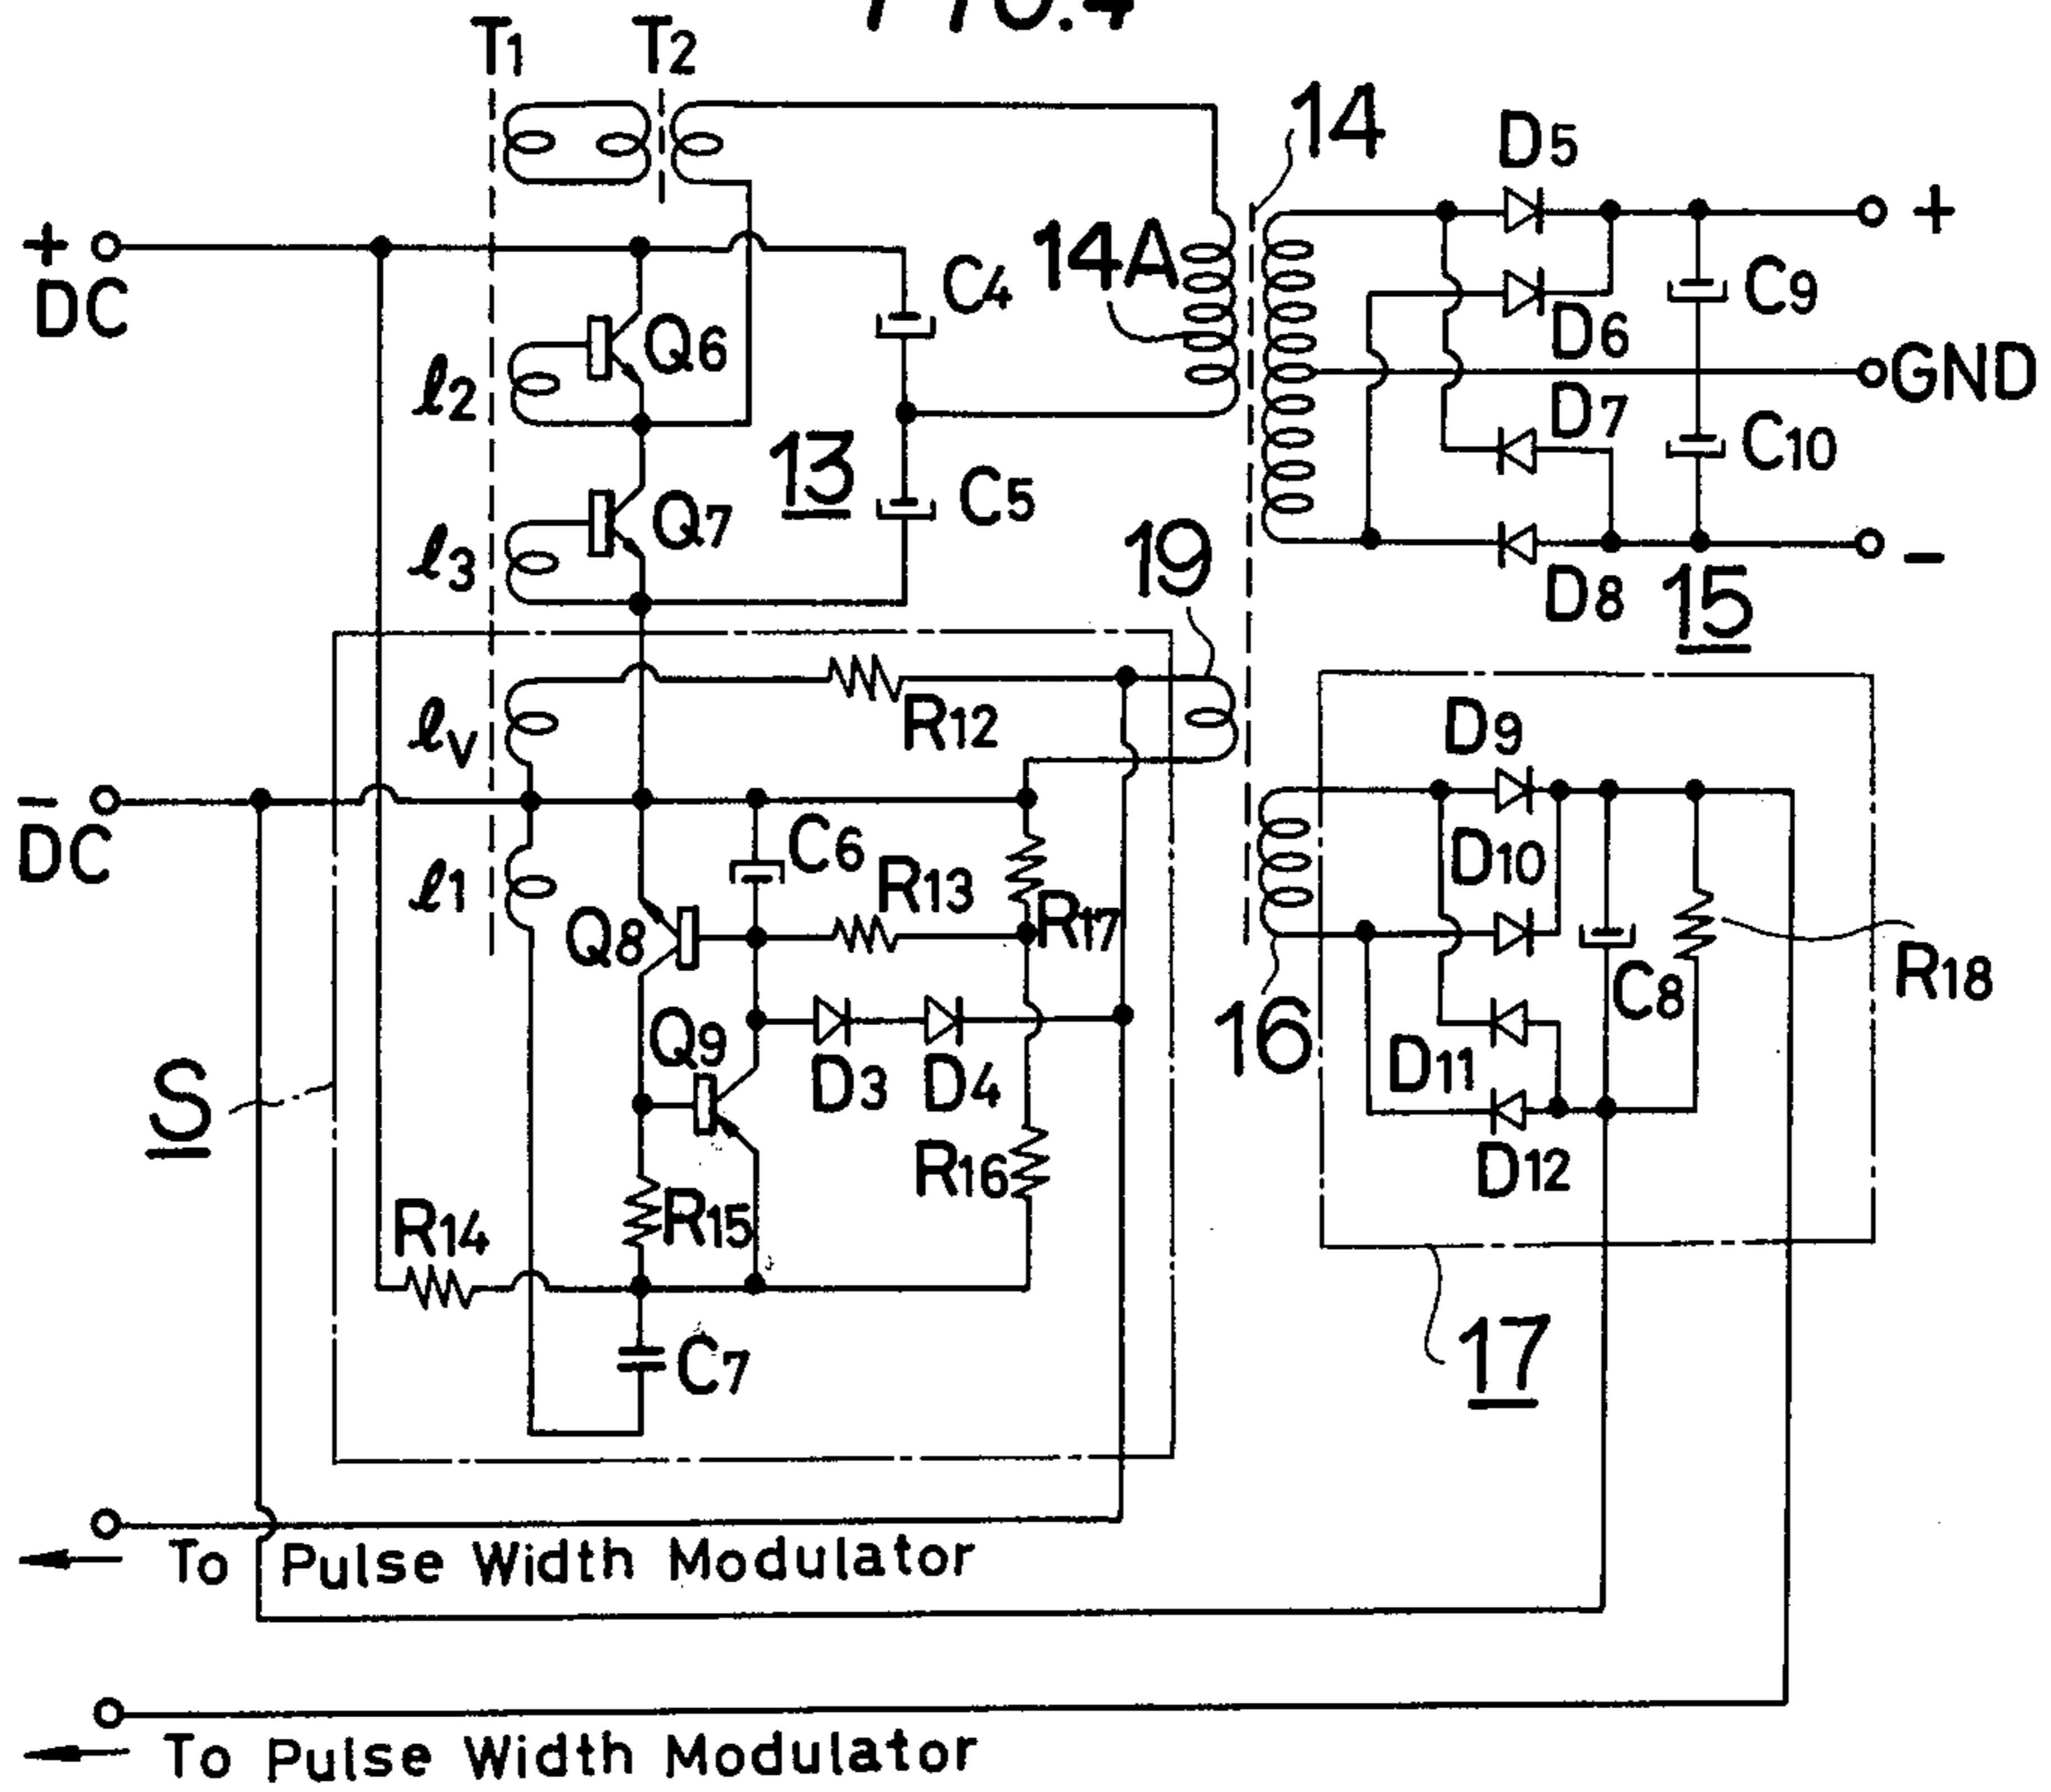 FIG.4
T1
T2
14
D5
+
+
DC
14A
C4
C9
Q6
D6
GND
l2
D7
13
C10
Q7
C5
l3
19
D8
-
15
lv
R12
D9
-
DC
C6
D10
l1
R13
Q8
R17
C8
R18
Q9
16
D3
D4
D11
S
R16
D12
R14
R15
C7
17
To Pulse Width Modulator
To Pulse Width Modulator